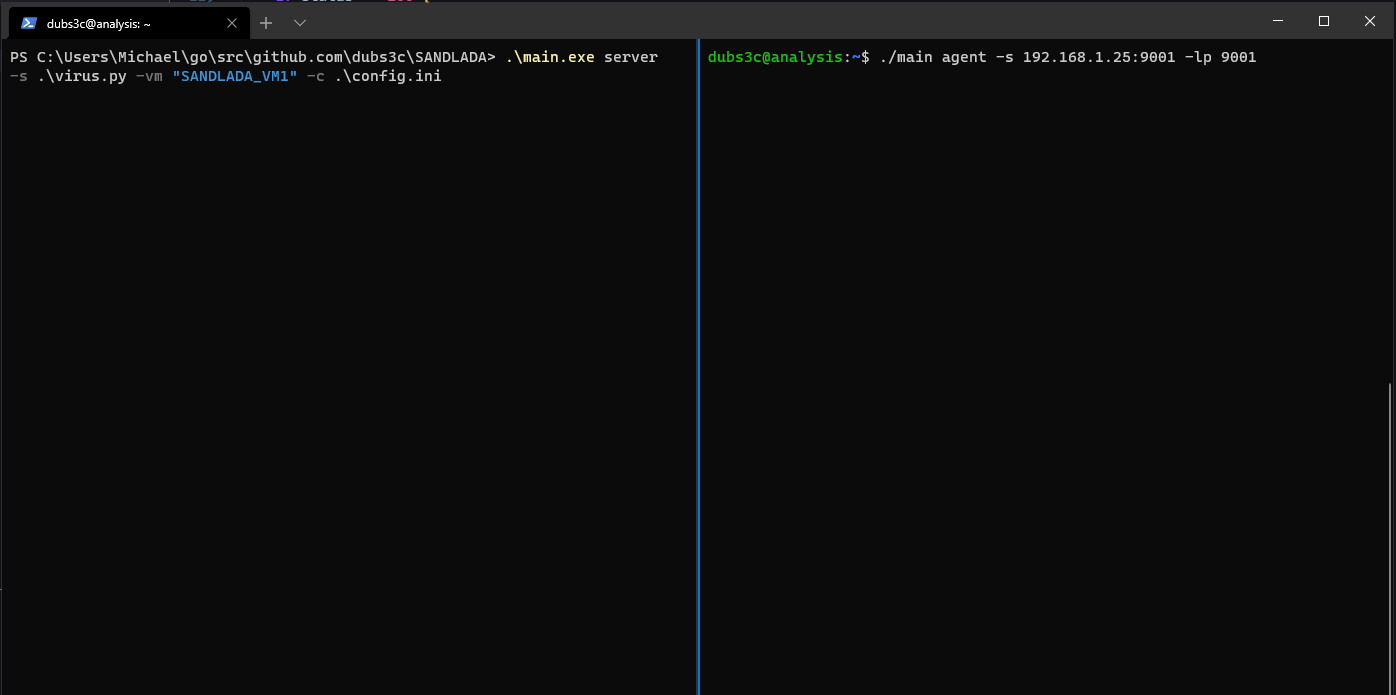 dubs3c@analysis: ~
PS C:\Users\Michael\go\src\github.com\dubs3c\SANDLADA> .\main.exe server
-s .\virus.py -vm "SANDLADA_VM1" -c .\config.ini
dubs3c@analysis:~$ ./main agent -s 192.168.1.25:9001 -lp 9001